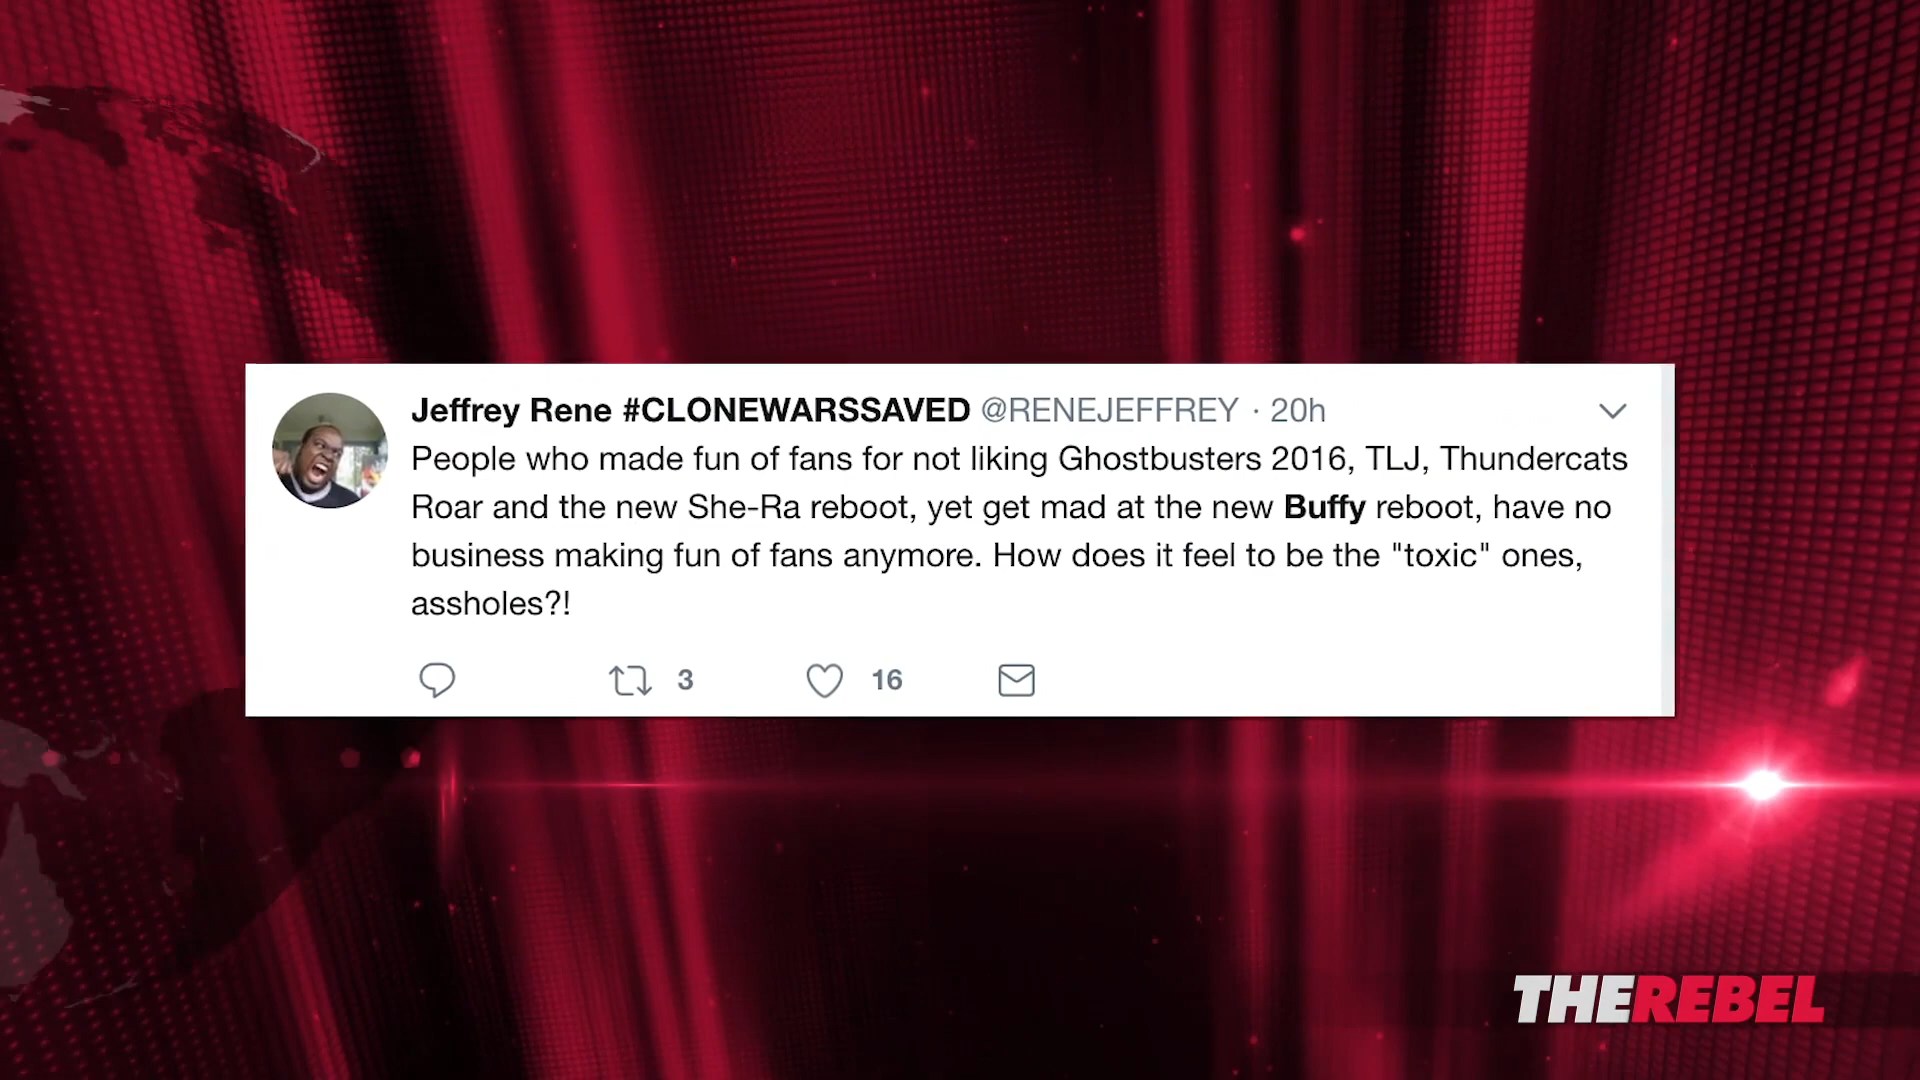 Jeffrey Rene #CLONEWARSSAVED @RENEJEFFREY · 20h
People who made fun of fans for not liking Ghostbusters 2016, TLJ, Thundercats
Roar and the new She-Ra reboot, yet get mad at the new Buffy reboot, have no
business making fun of fans anymore. How does it feel to be the "toxic" ones,
assholes?!
3 16
THEREBEL